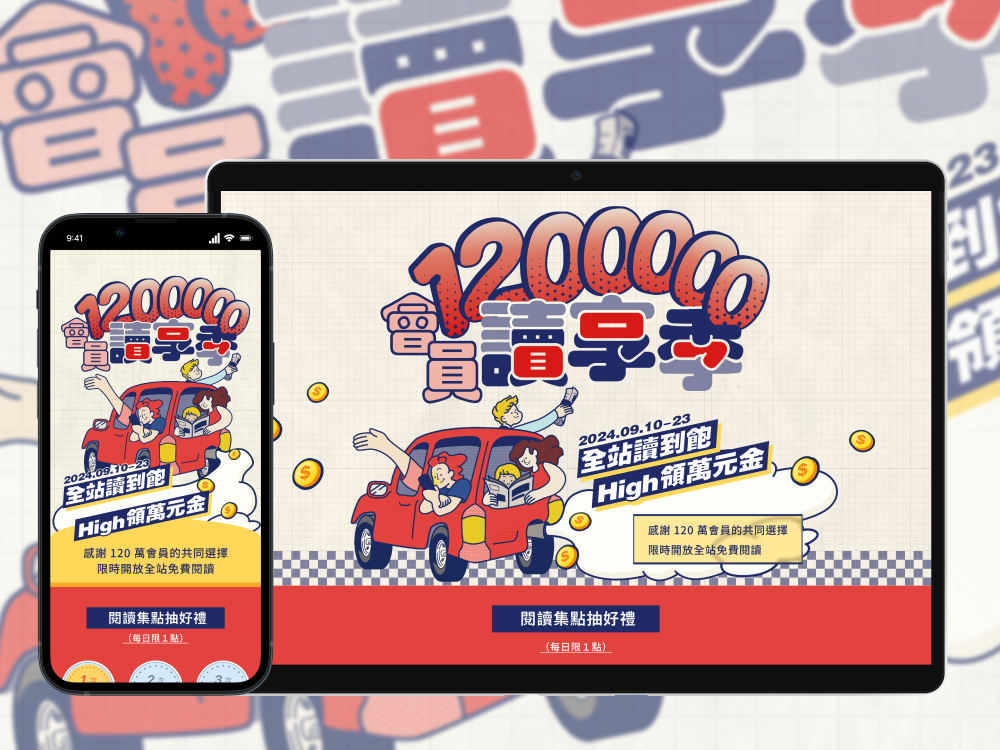 23
到
領
9:41
1200000
會員讀享季
2024.09.10-23
全站讀到飽
High領萬元金
感謝 120 萬會員的共同選擇
限時開放全站免費閱讀
閱讀集點抽好禮
（每日限 1 點）
1
2
3
1200000
會員讀享季
2024.09.10-23
全站讀到飽
High領萬元金
$
感謝 120 萬會員的共同選擇
限時開放全站免費閱讀
閱讀集點抽好禮
（每日限 1 點）